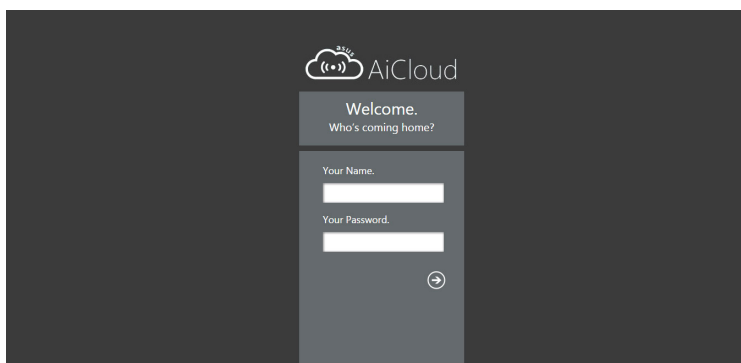 asus
AiCloud
Welcome.
Who's coming home?
Your Name.
Your Password.